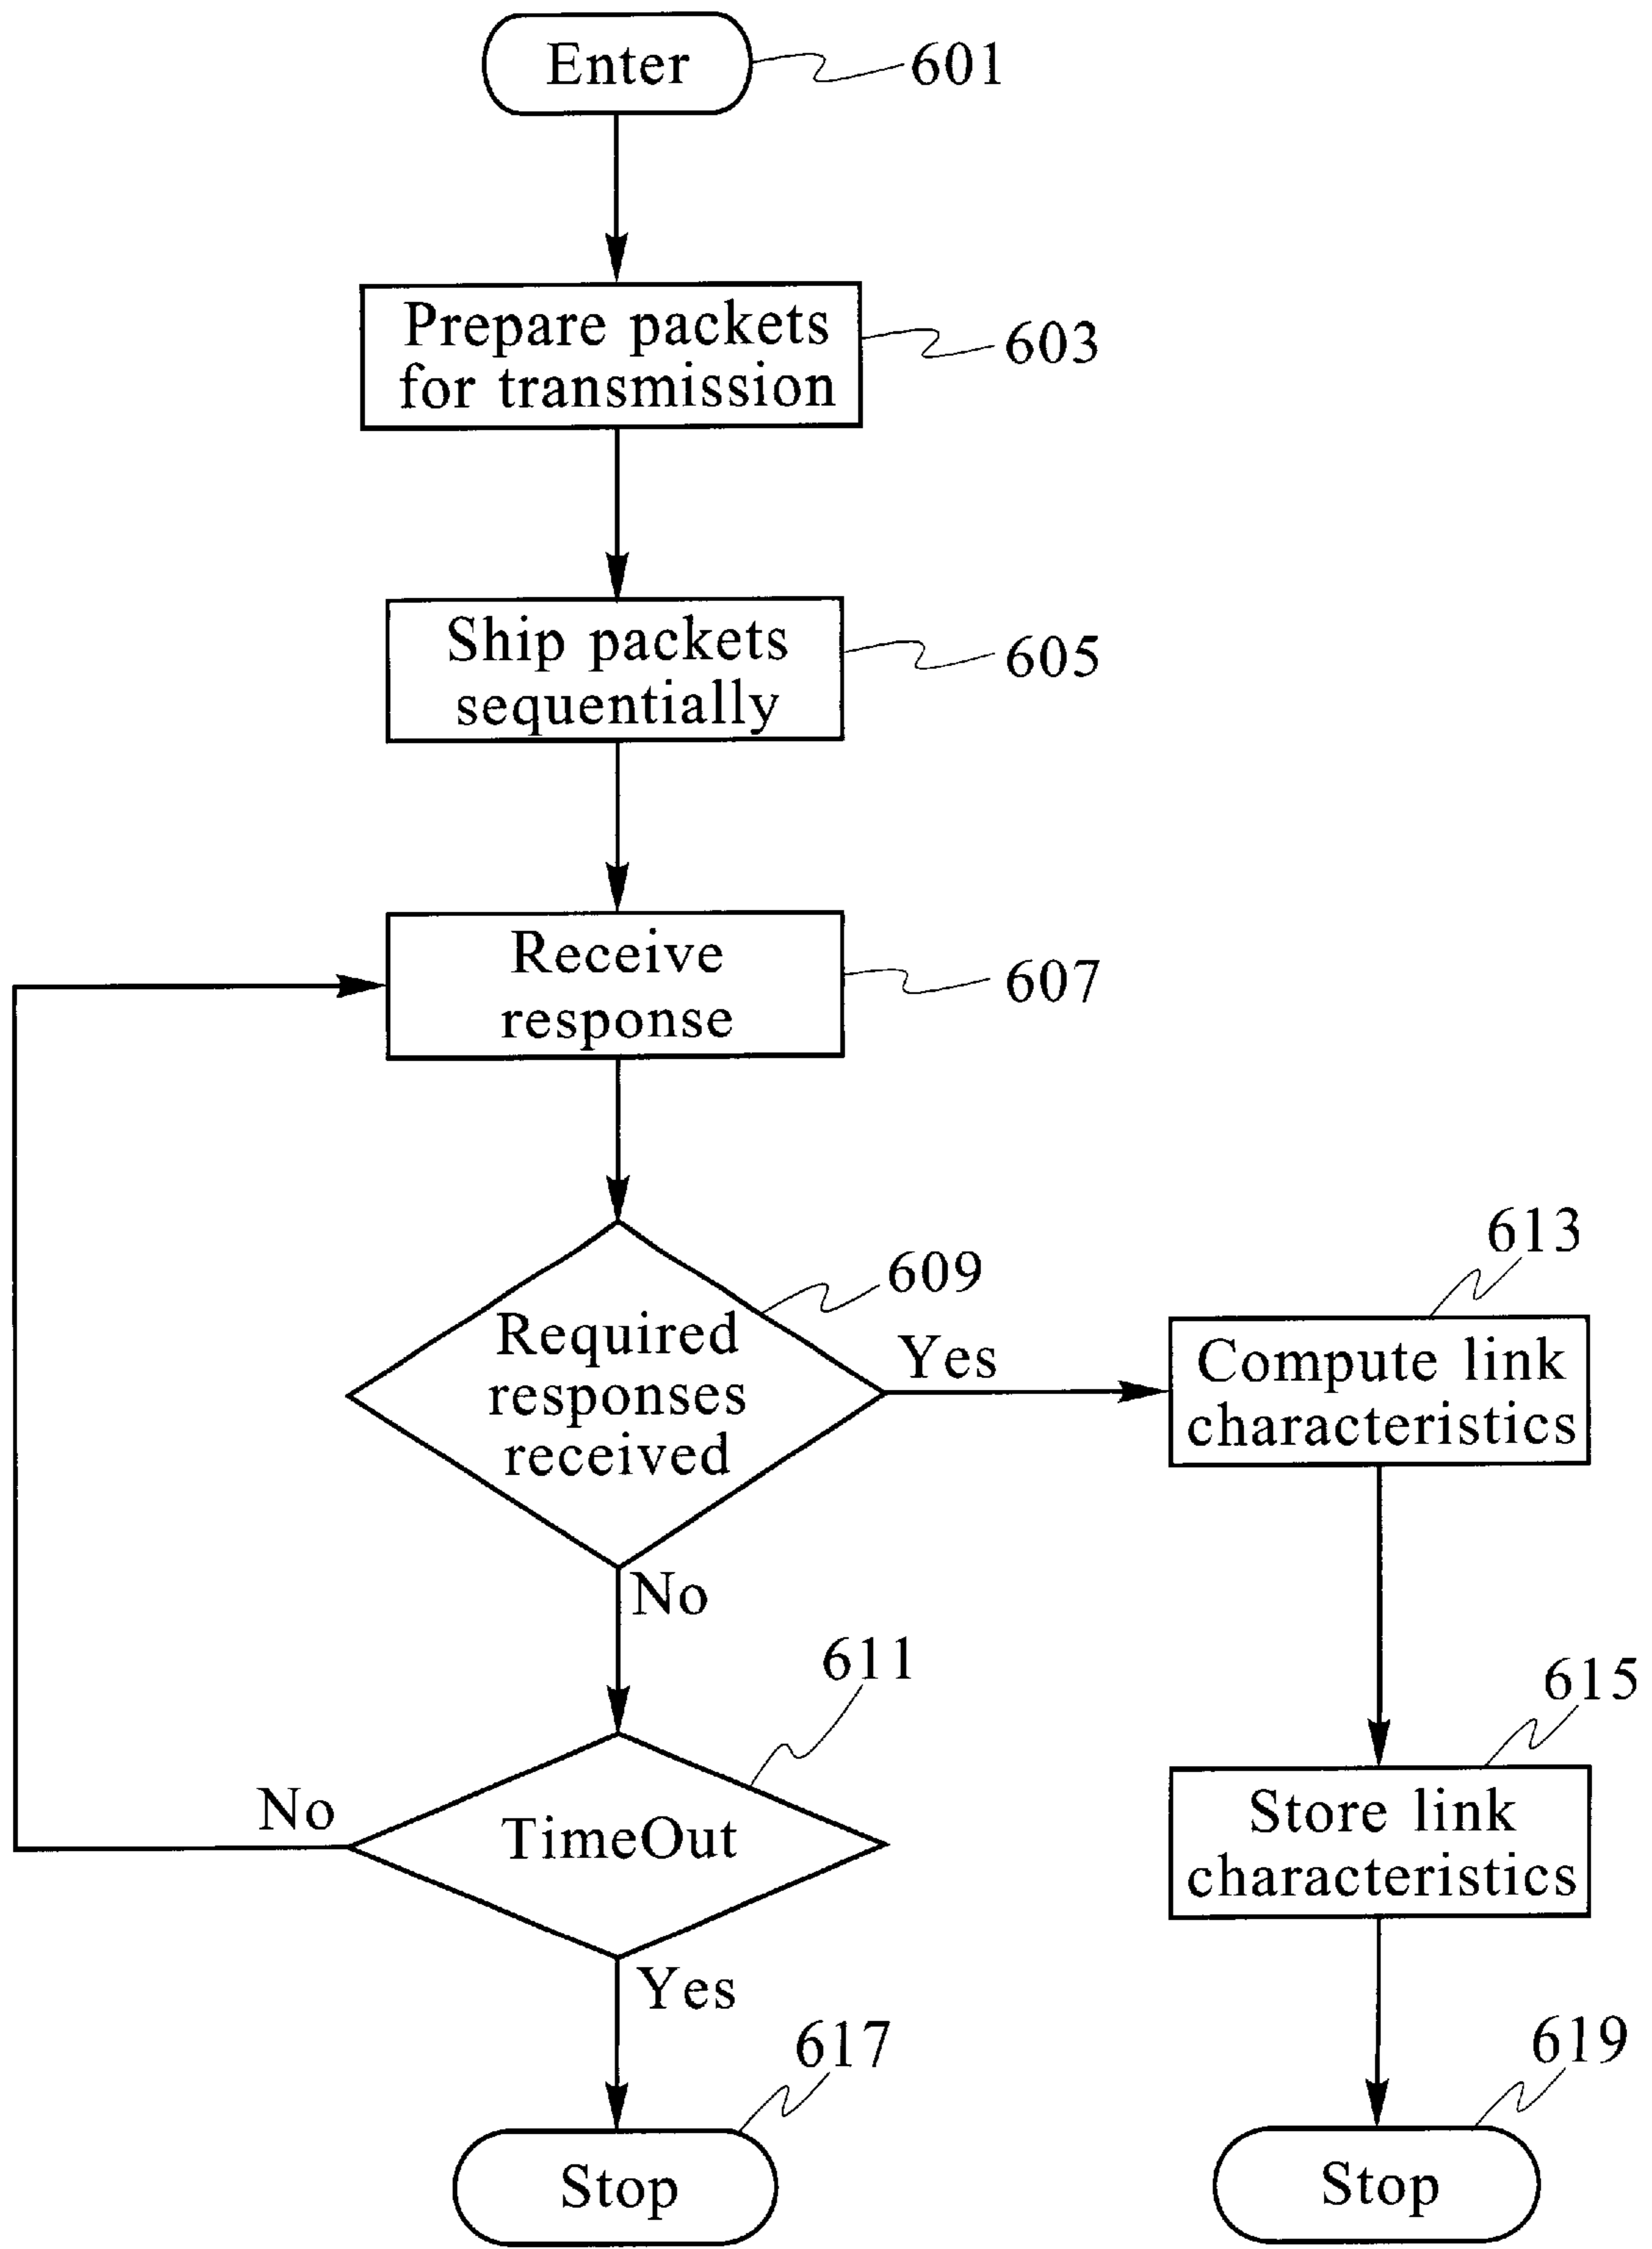 Enter
601
Prepare packets
for transmission
603
Ship packets
sequentially
605
Receive
response
607
609
Required
responses
received
Yes
613
Compute link
characteristics
No
611
TimeOut
No
615
Store link
characteristics
Yes
617
Stop
619
Stop